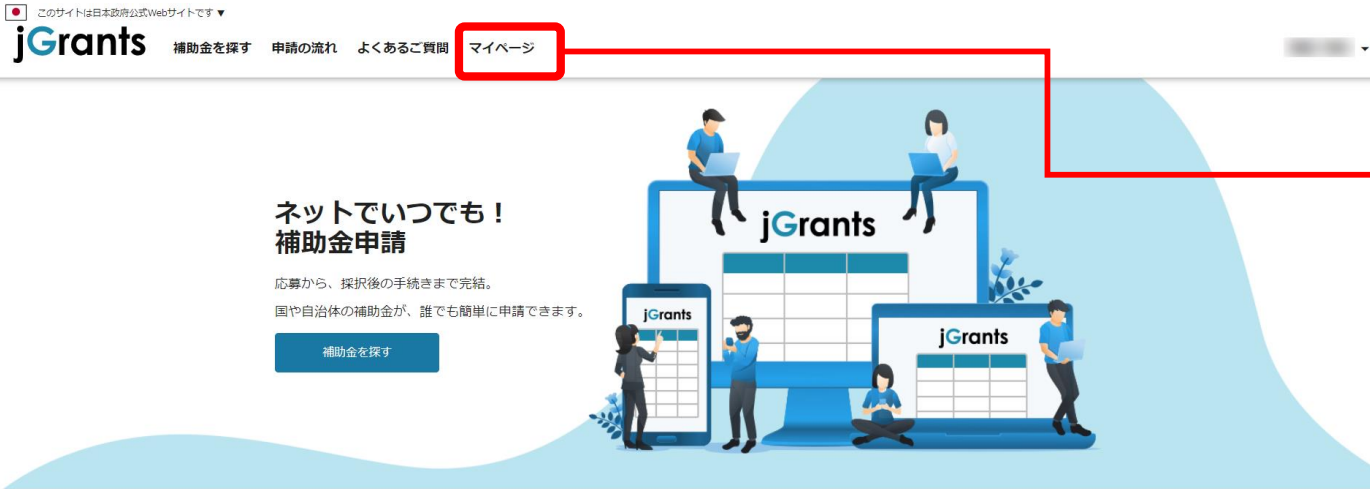 このサイトは日本政府公式Webサイトです ▼
jGrants 補助金を探す 申請の流れ よくあるご質問 マイページ
ネットでいつでも！
補助金申請
応募から、採択後の手続きまで完結。
国や自治体の補助金が、誰でも簡単に申請できます。
補助金を探す
jGrants
jGrants
jGrants